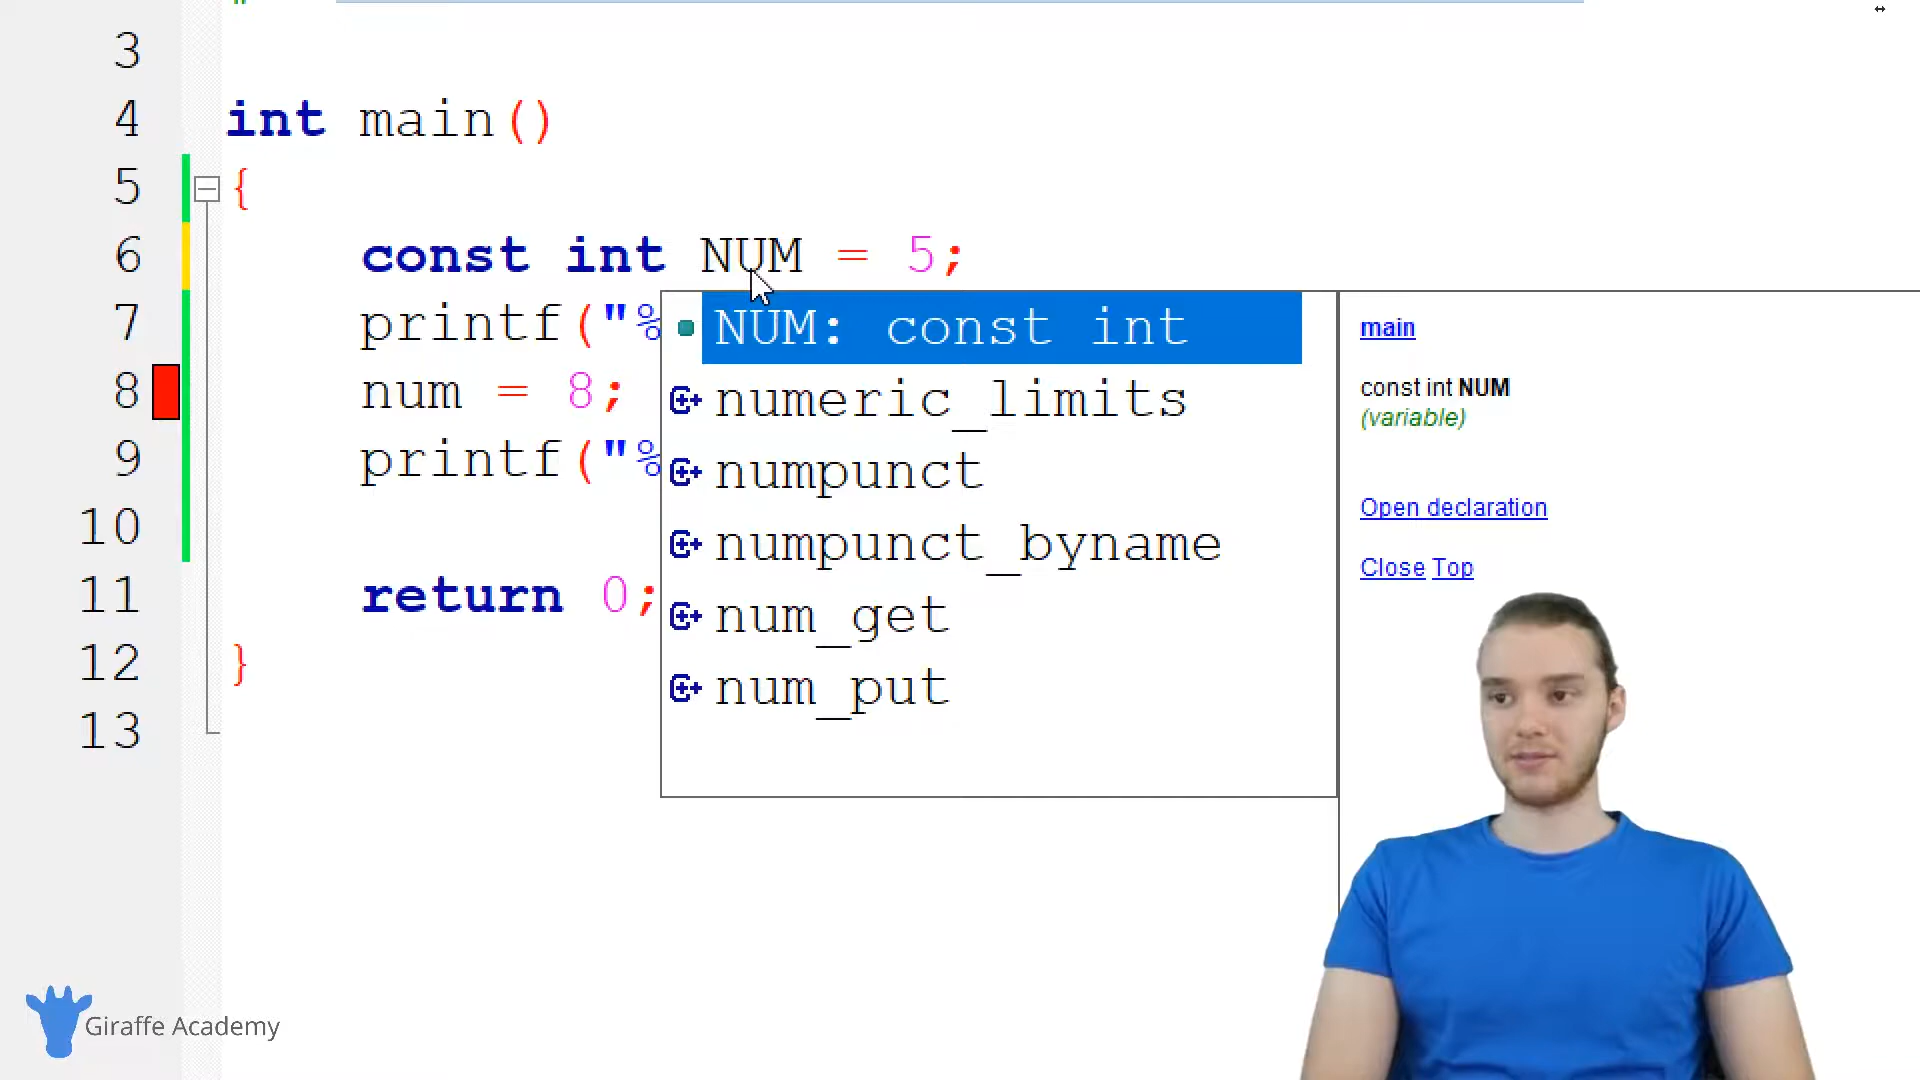 3
4 int main()
5 {
6 const int NUM = 5;
7 printf("%
8 num = 8;
9 printf("%
10
11 return 0;
12 }
13
NUM: const int
numeric_limits
numpunct
numpunct_byname
num_get
num_put
main
const int NUM
(variable)
Open declaration
Close Top
Giraffe Academy